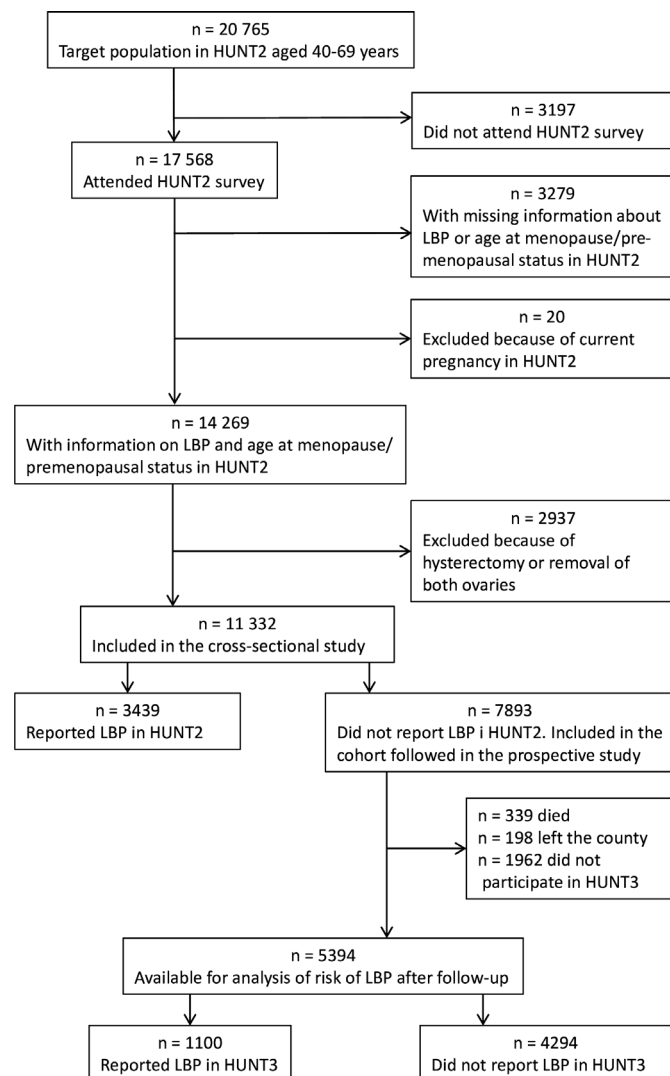 n = 20 765
Target population in HUNT2 aged 40-69 years
n = 3197
Did not attend HUNT2 survey
n = 17 568
Attended HUNT2 survey
n = 3279
With missing information about
LBP or age at menopause/pre-
menopausal status in HUNT2
n = 20
Excluded because of current
pregnancy in HUNT2
n = 14 269
With information on LBP and age at menopause/
premenopausal status in HUNT2
n = 2937
Excluded because of
hysterectomy or removal of
both ovaries
n = 11 332
Included in the cross-sectional study
n = 3439
Reported LBP in HUNT2
n = 7893
Did not report LBP i HUNT2. Included in the
cohort followed in the prospective study
n = 339 died
n = 198 left the county
n = 1962 did not
participate in HUNT3
n = 5394
Available for analysis of risk of LBP after follow-up
n = 1100
Reported LBP in HUNT3
n = 4294
Did not report LBP in HUNT3